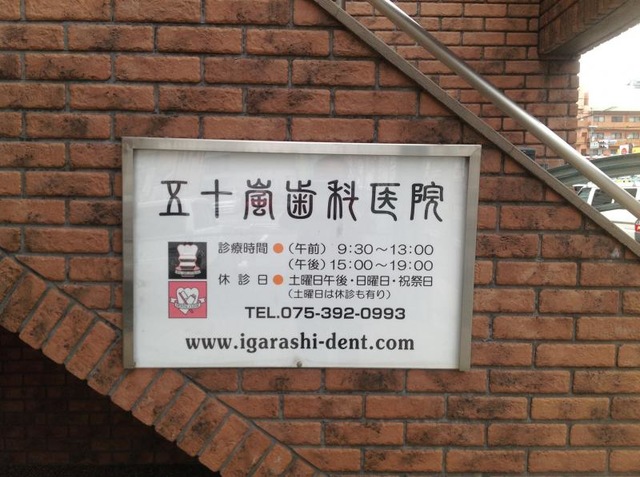 五十嵐歯科医院
診療時間 ● (午前) 9:30〜13:00
(午後) 15:00〜19:00
休診日 ● 土曜日午後・日曜日・祝祭日
(土曜日は休診も有り)
TEL.075-392-0993
www.igarashi-dent.com